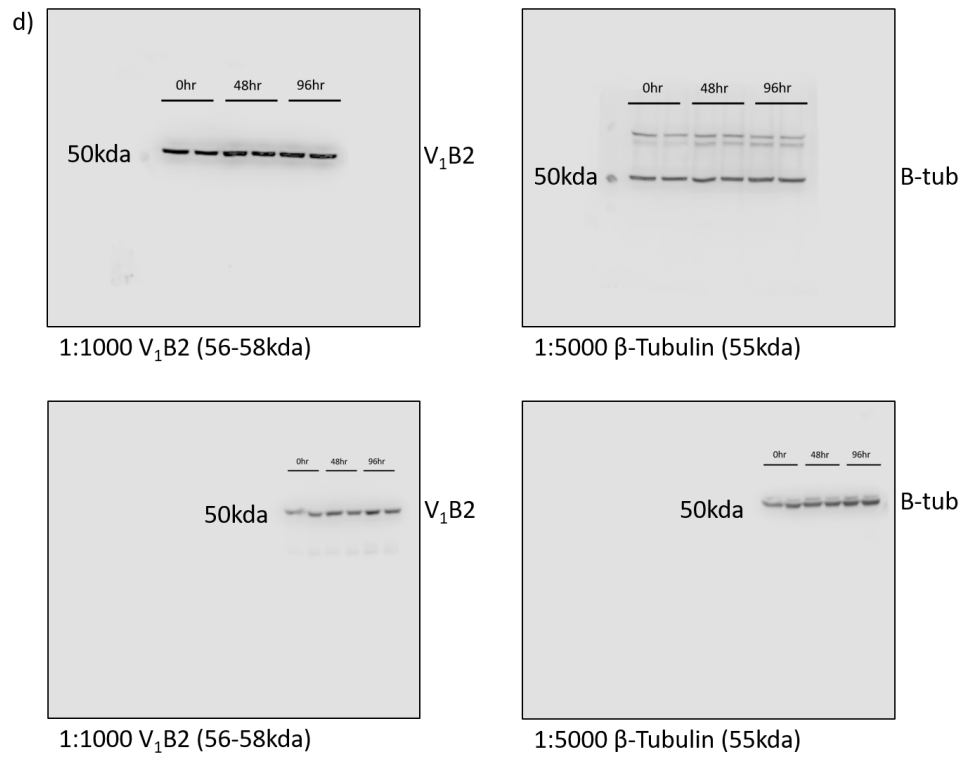 d)
0hr 48hr 96hr
50kda
V₁B2
1:1000 V₁B2 (56-58kda)
0hr 48hr 96hr
50kda
B-tub
1:5000 β-Tubulin (55kda)
0hr 48hr 96hr
50kda
V₁B2
1:1000 V₁B2 (56-58kda)
0hr 48hr 96hr
50kda
B-tub
1:5000 β-Tubulin (55kda)